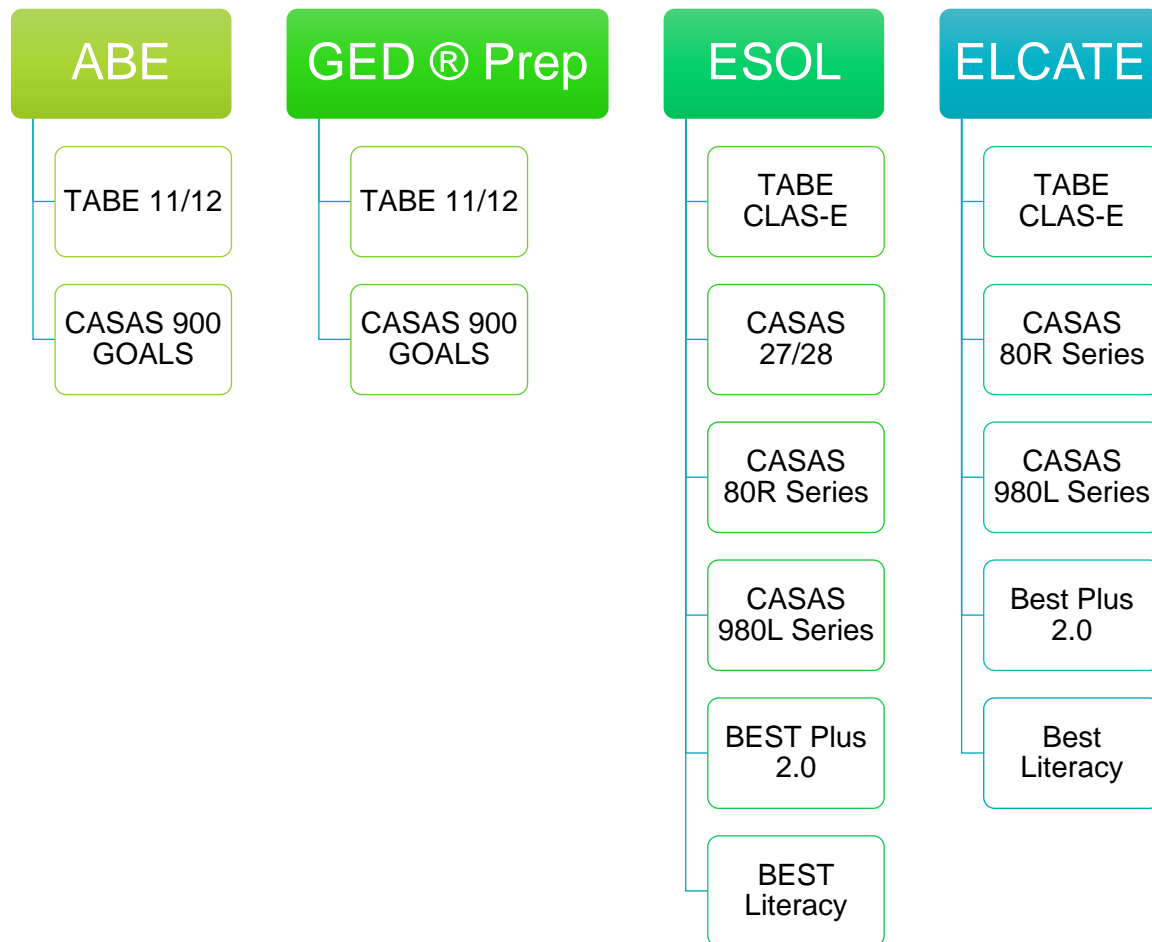 ABE
TABE 11/12
CASAS 900
GOALS
GED ® Prep
TABE 11/12
CASAS 900
GOALS
ESOL
TABE
CLAS-E
CASAS
27/28
CASAS
80R Series
CASAS
980L Series
BEST Plus
2.0
BEST
Literacy
ELCATE
TABE
CLAS-E
CASAS
80R Series
CASAS
980L Series
Best Plus
2.0
Best
Literacy